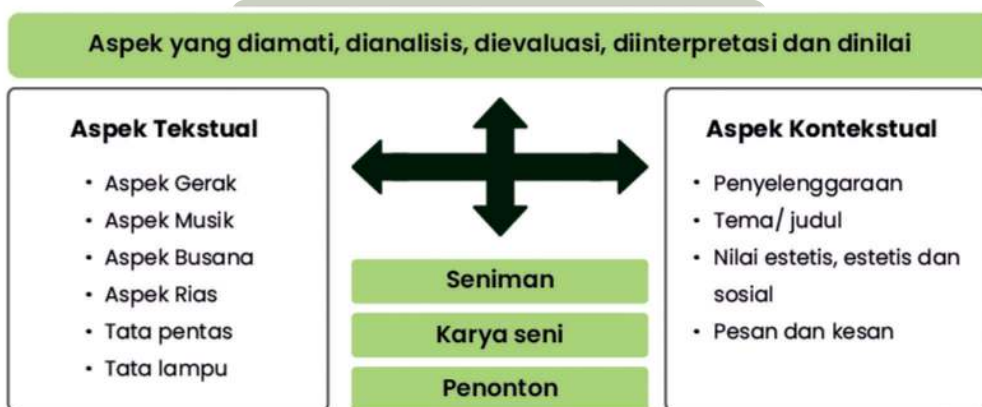 Aspek yang diamati, dianalisis, dievaluasi, diinterpretasi dan dinilai
Aspek Tekstual
• Aspek Gerak
• Aspek Musik
• Aspek Busana
• Aspek Rias
• Tata pentas
• Tata lampu
Seniman
Karya seni
Penonton
Aspek Kontekstual
• Penyelenggaraan
• Tema/ judul
• Nilai estetis, estetis dan
sosial
• Pesan dan kesan